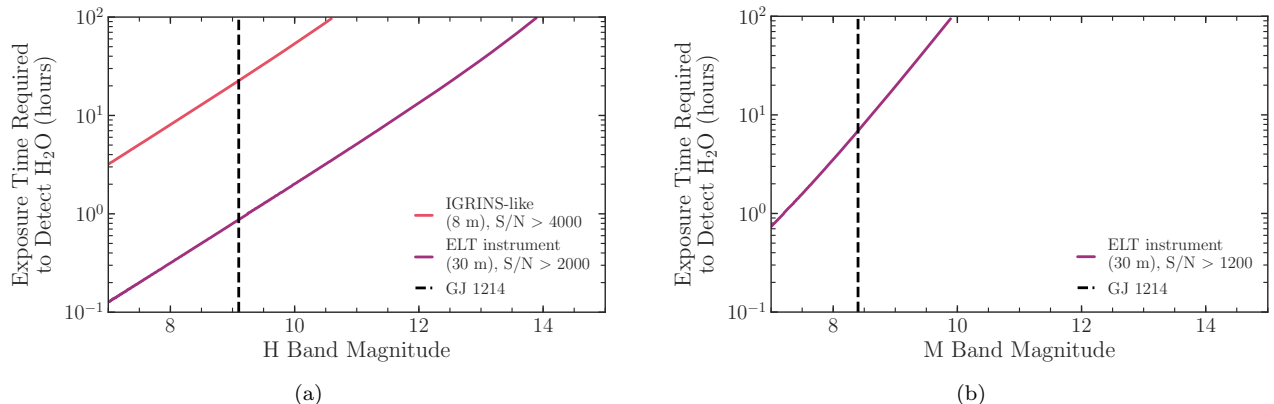 Exposure Time Required
to Detect H₂O (hours)
10²
10¹
10⁰
10⁻¹
8
10
12
14
H Band Magnitude
IGRINS-like
(8 m), S/N > 4000
ELT instrument
(30 m), S/N > 2000
GJ 1214
(a)
Exposure Time Required
to Detect H₂O (hours)
10²
10¹
10⁰
10⁻¹
8
10
12
14
M Band Magnitude
ELT instrument
(30 m), S/N > 1200
GJ 1214
(b)